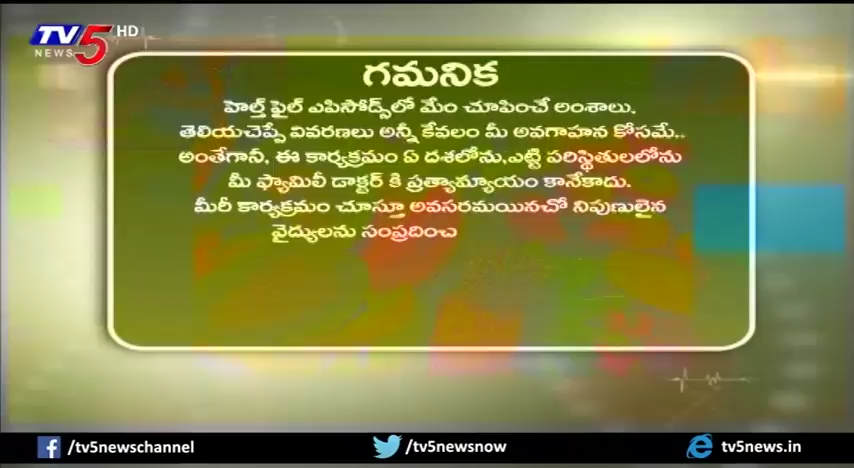 TV5 HD
NEWS
గమనిక
హెల్త్ ఫైల్ ఎపిసోడ్స్‌లో మేం చూపించే అంశాలు,
తెలియచెప్పే వివరణలు అన్నీ కేవలం మీ అవగాహన కోసమే..
అంతేగానీ, ఈ కార్యక్రమం ఏ దశలోను,ఎట్టి పరిస్థితులలోను
మీ ఫ్యామిలీ డాక్టర్ కి ప్రత్యామ్యాయం కానేకాదు.
మీరీ కార్యక్రమం చూస్తూ అవసరమయినచో నిపుణులైన
వైద్యులను సంప్రదించ
/tv5newschannel /tv5newsnow tv5news.in